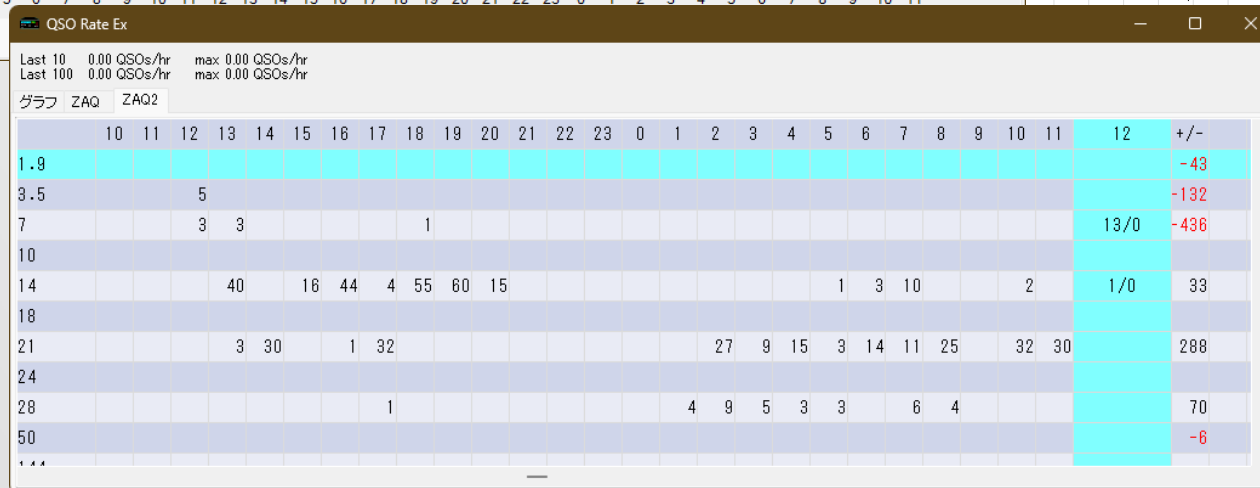 QSO Rate Ex
Last 10 0.00 QSOs/hr max 0.00 QSOs/hr
Last 100 0.00 QSOs/hr max 0.00 QSOs/hr
グラフ ZAQ ZAQ2
10 11 12 13 14 15 16 17 18 19 20 21 22 23 0 1 2 3 4 5 6 7 8 9 10 11 12 +/-
1.9 -43
3.5 5 -132
7 3 3 1 13/0 -436
10
14 40 16 44 4 55 60 15 1 3 10 2 1/0 33
18
21 3 30 1 32 27 9 15 3 14 11 25 32 30 288
24
28 1 4 9 5 3 3 6 4 70
50 -6